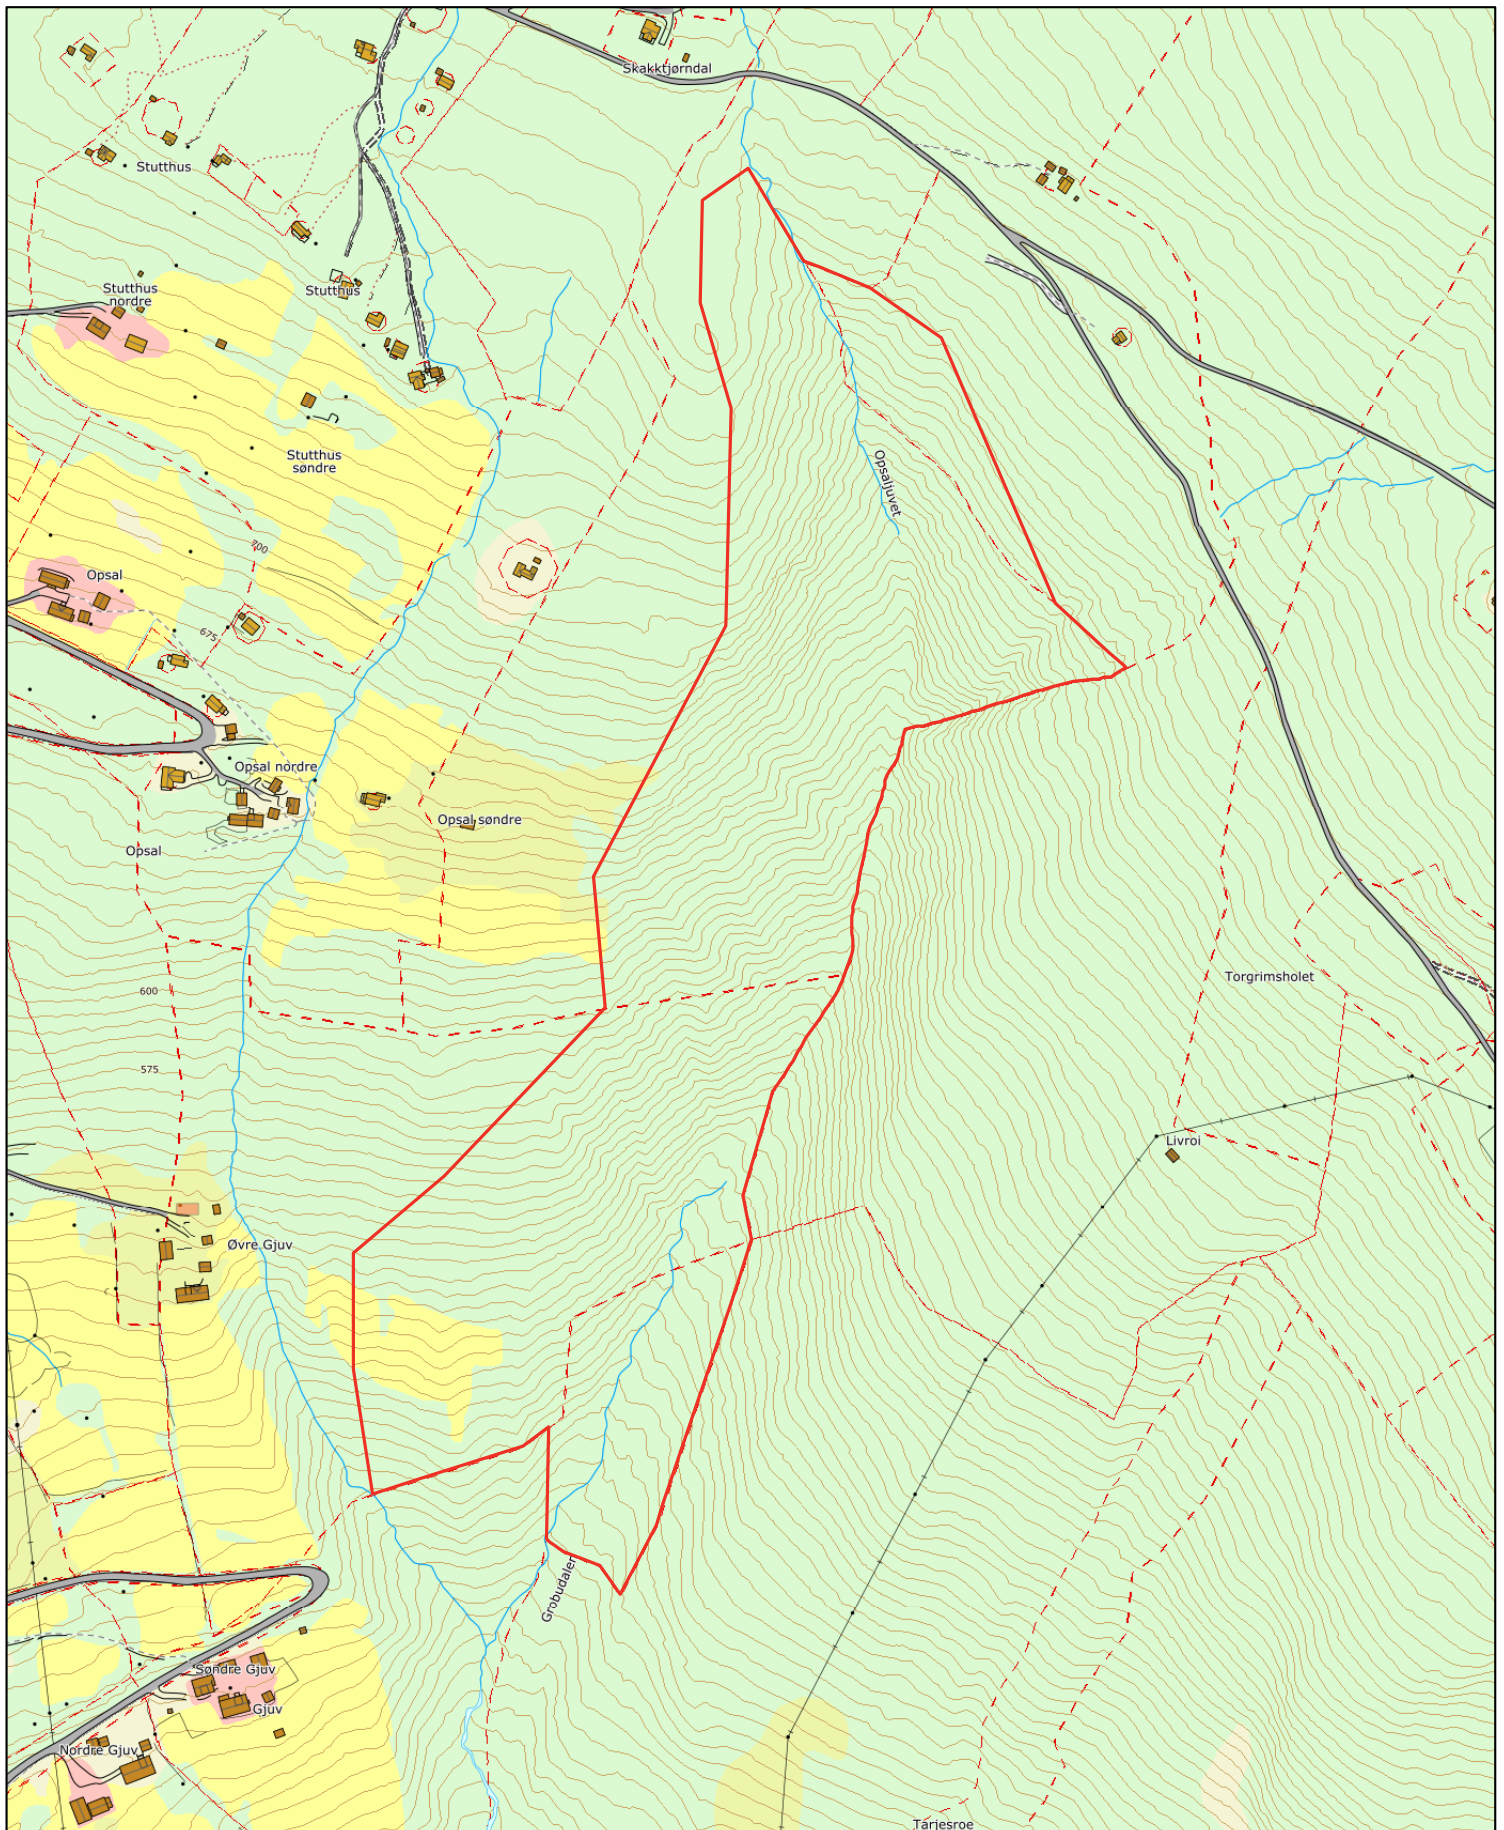 Skakktjørndal
Stutthus
Stutthus
nordre
Stutthus
Stutthus
søndre
Opsaljuvet
700
Opsal
675
Opsal nordre
Opsal søndre
Opsal
600
Torgrimsholet
575
Livroi
Øvre Gjuv
Grobudalen
Søndre Gjuv
Gjuv
Nordre Gjuv
Tårjesroe